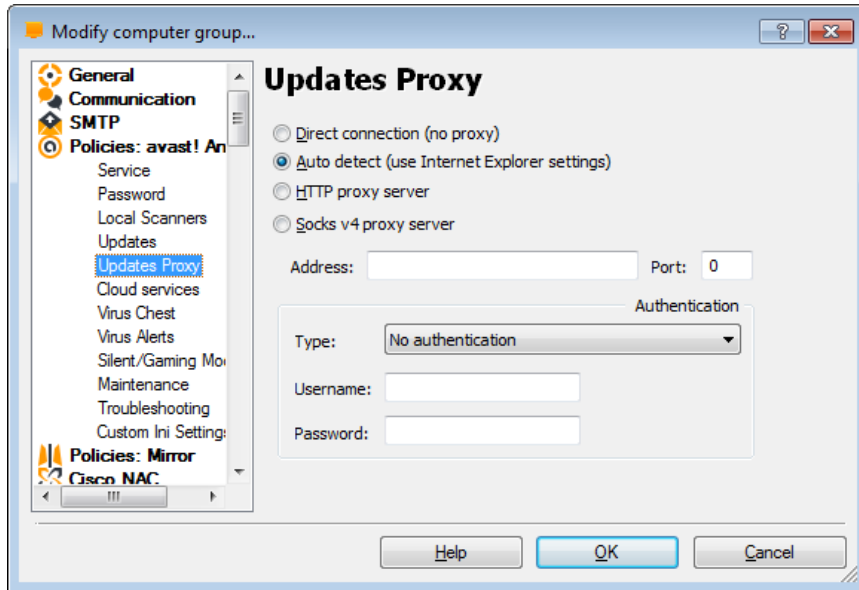 Modify computer group...
General
Communication
SMTP
Policies: avast! An
Service
Password
Local Scanners
Updates
Updates Proxy
Cloud services
Virus Chest
Virus Alerts
Silent/Gaming Mo
Maintenance
Troubleshooting
Custom Ini Setting
Policies: Mirror
Cisco NAC
Updates Proxy
Direct connection (no proxy)
Auto detect (use Internet Explorer settings)
HTTP proxy server
Socks v4 proxy server
Address:
Port: 0
Authentication
Type: No authentication
Username:
Password:
Help OK Cancel